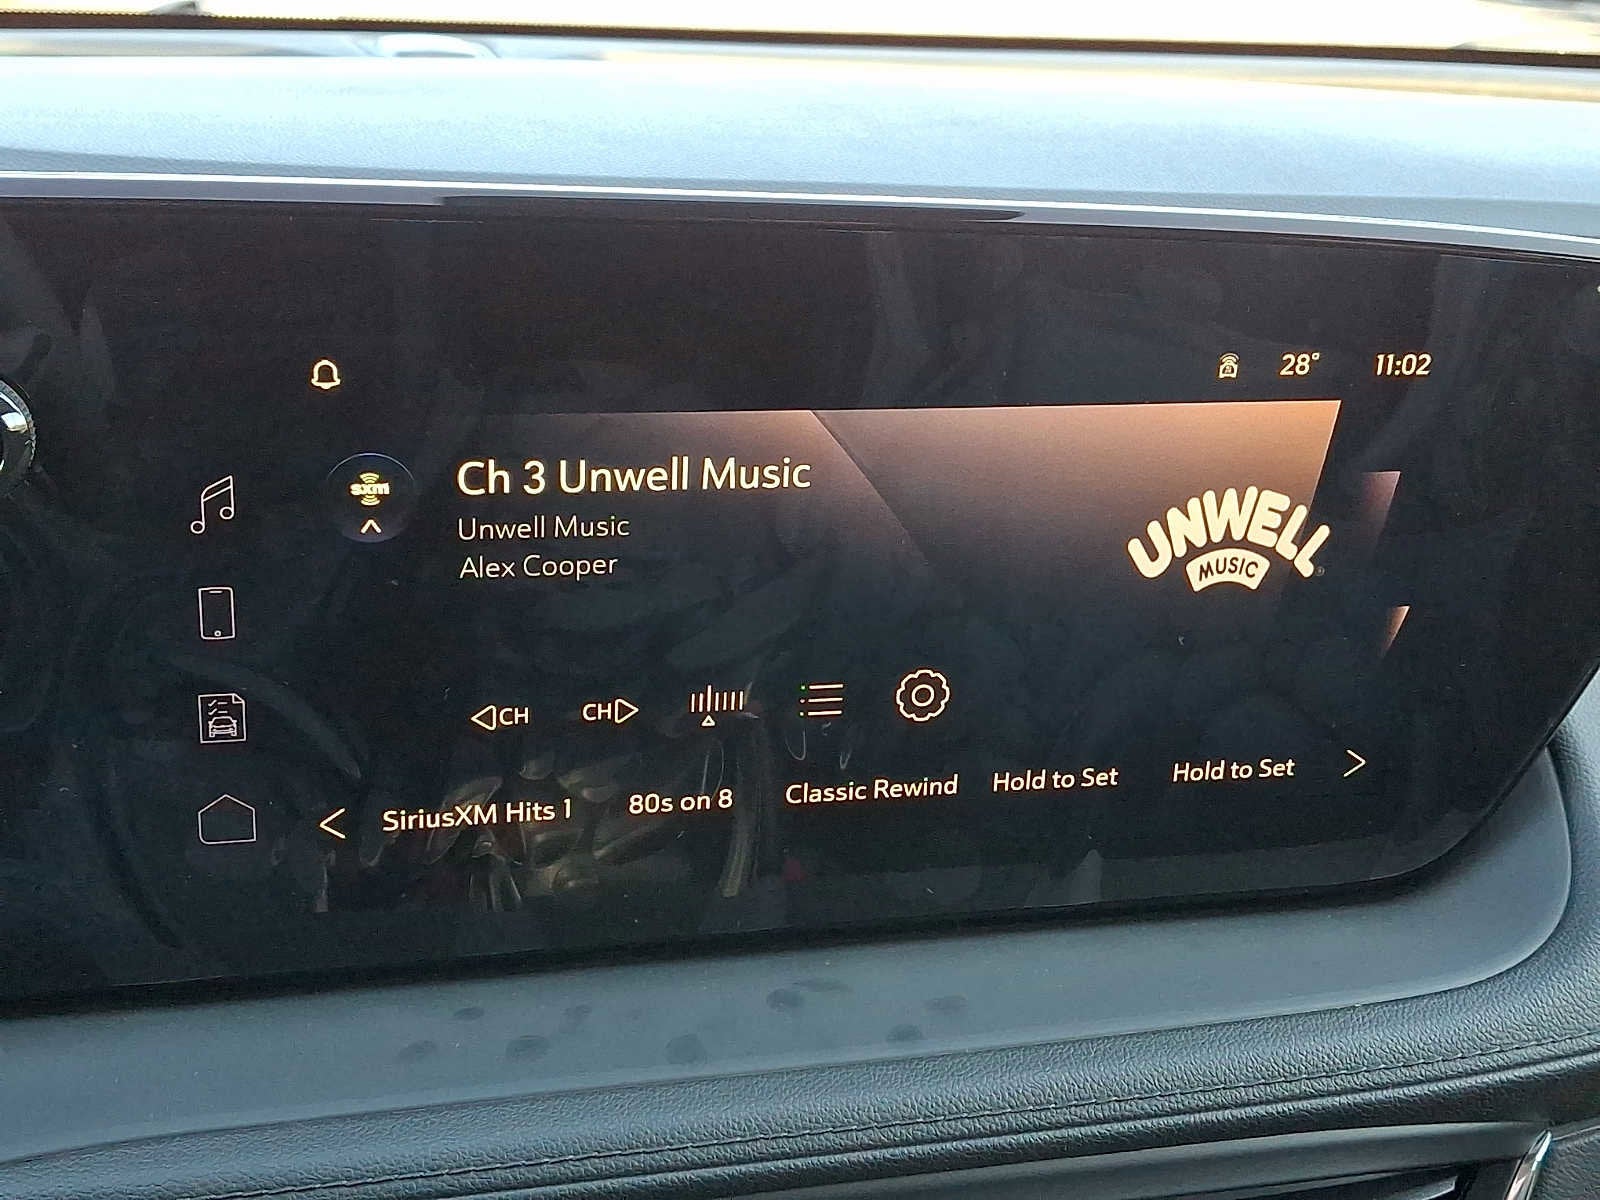 28° 11:02
sxm
Ch 3 Unwell Music
Unwell Music
Alex Cooper
UNWELL
MUSIC
CH CH
SiriusXM Hits 1 80s on 8 Classic Rewind Hold to Set Hold to Set